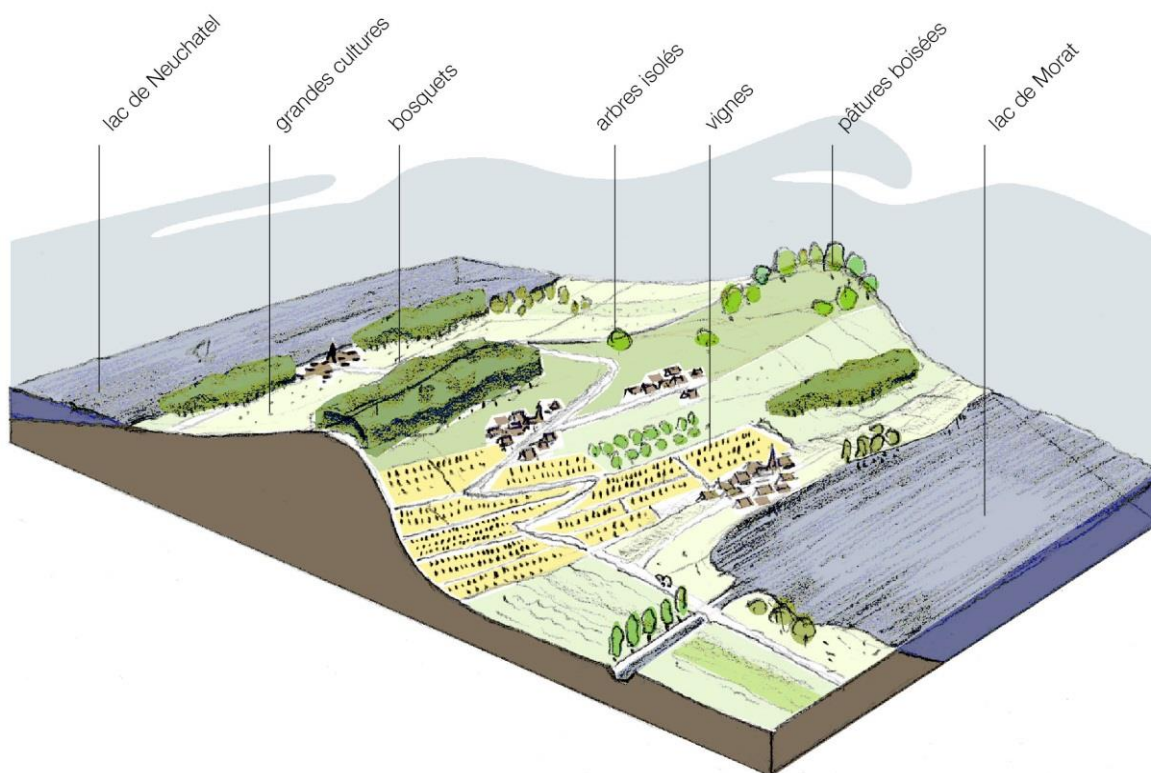 lac de Neuchatel
grandes cultures
bosquets
arbres isolés
vignes
pâtures boisées
lac de Morat